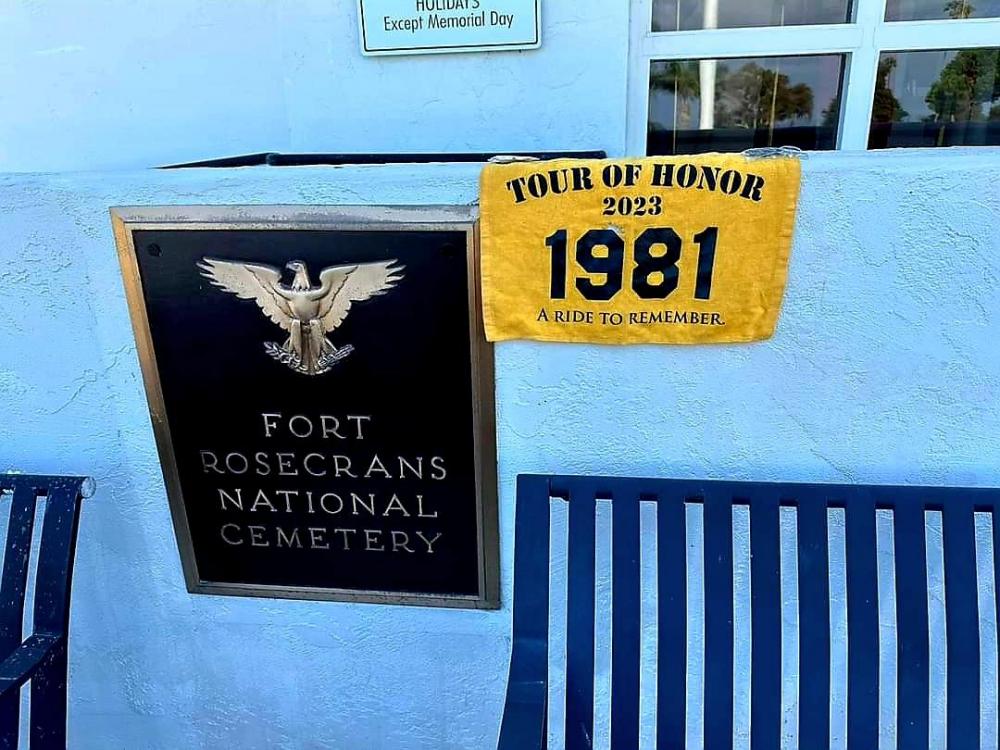 HOLIDAYS
Except Memorial Day
TOUR OF HONOR
2023
1981
A RIDE TO REMEMBER.
FORT
ROSECRANS
NATIONAL
CEMETERY